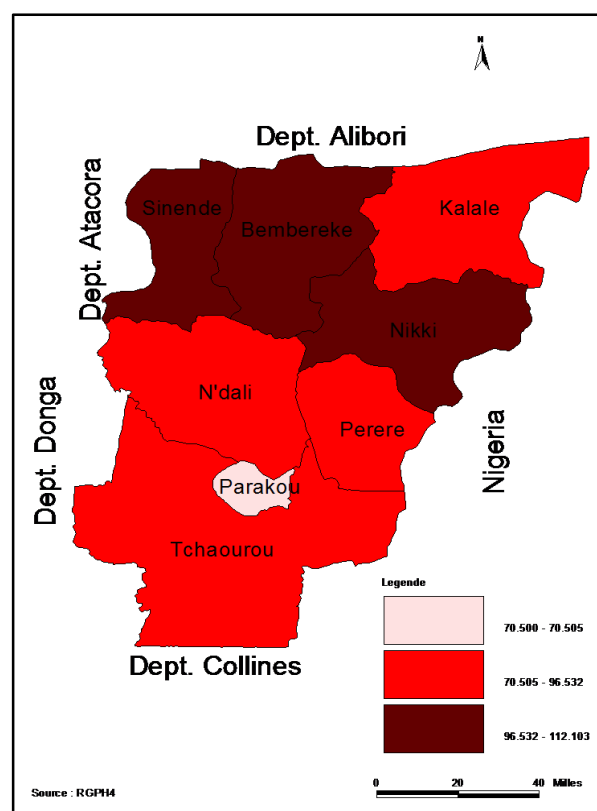 N
Dept. Alibori
Dept. Atacora
Sinende
Kalale
Bembereke
Nikki
N'dali
Perere
Dept. Donga
Nigeria
Parakou
Tchaourou
Legende
70.500 - 70.505
70.505 - 96.532
96.532 - 112.103
Dept. Collines
Source : RGPH4
0 20 40 Milles